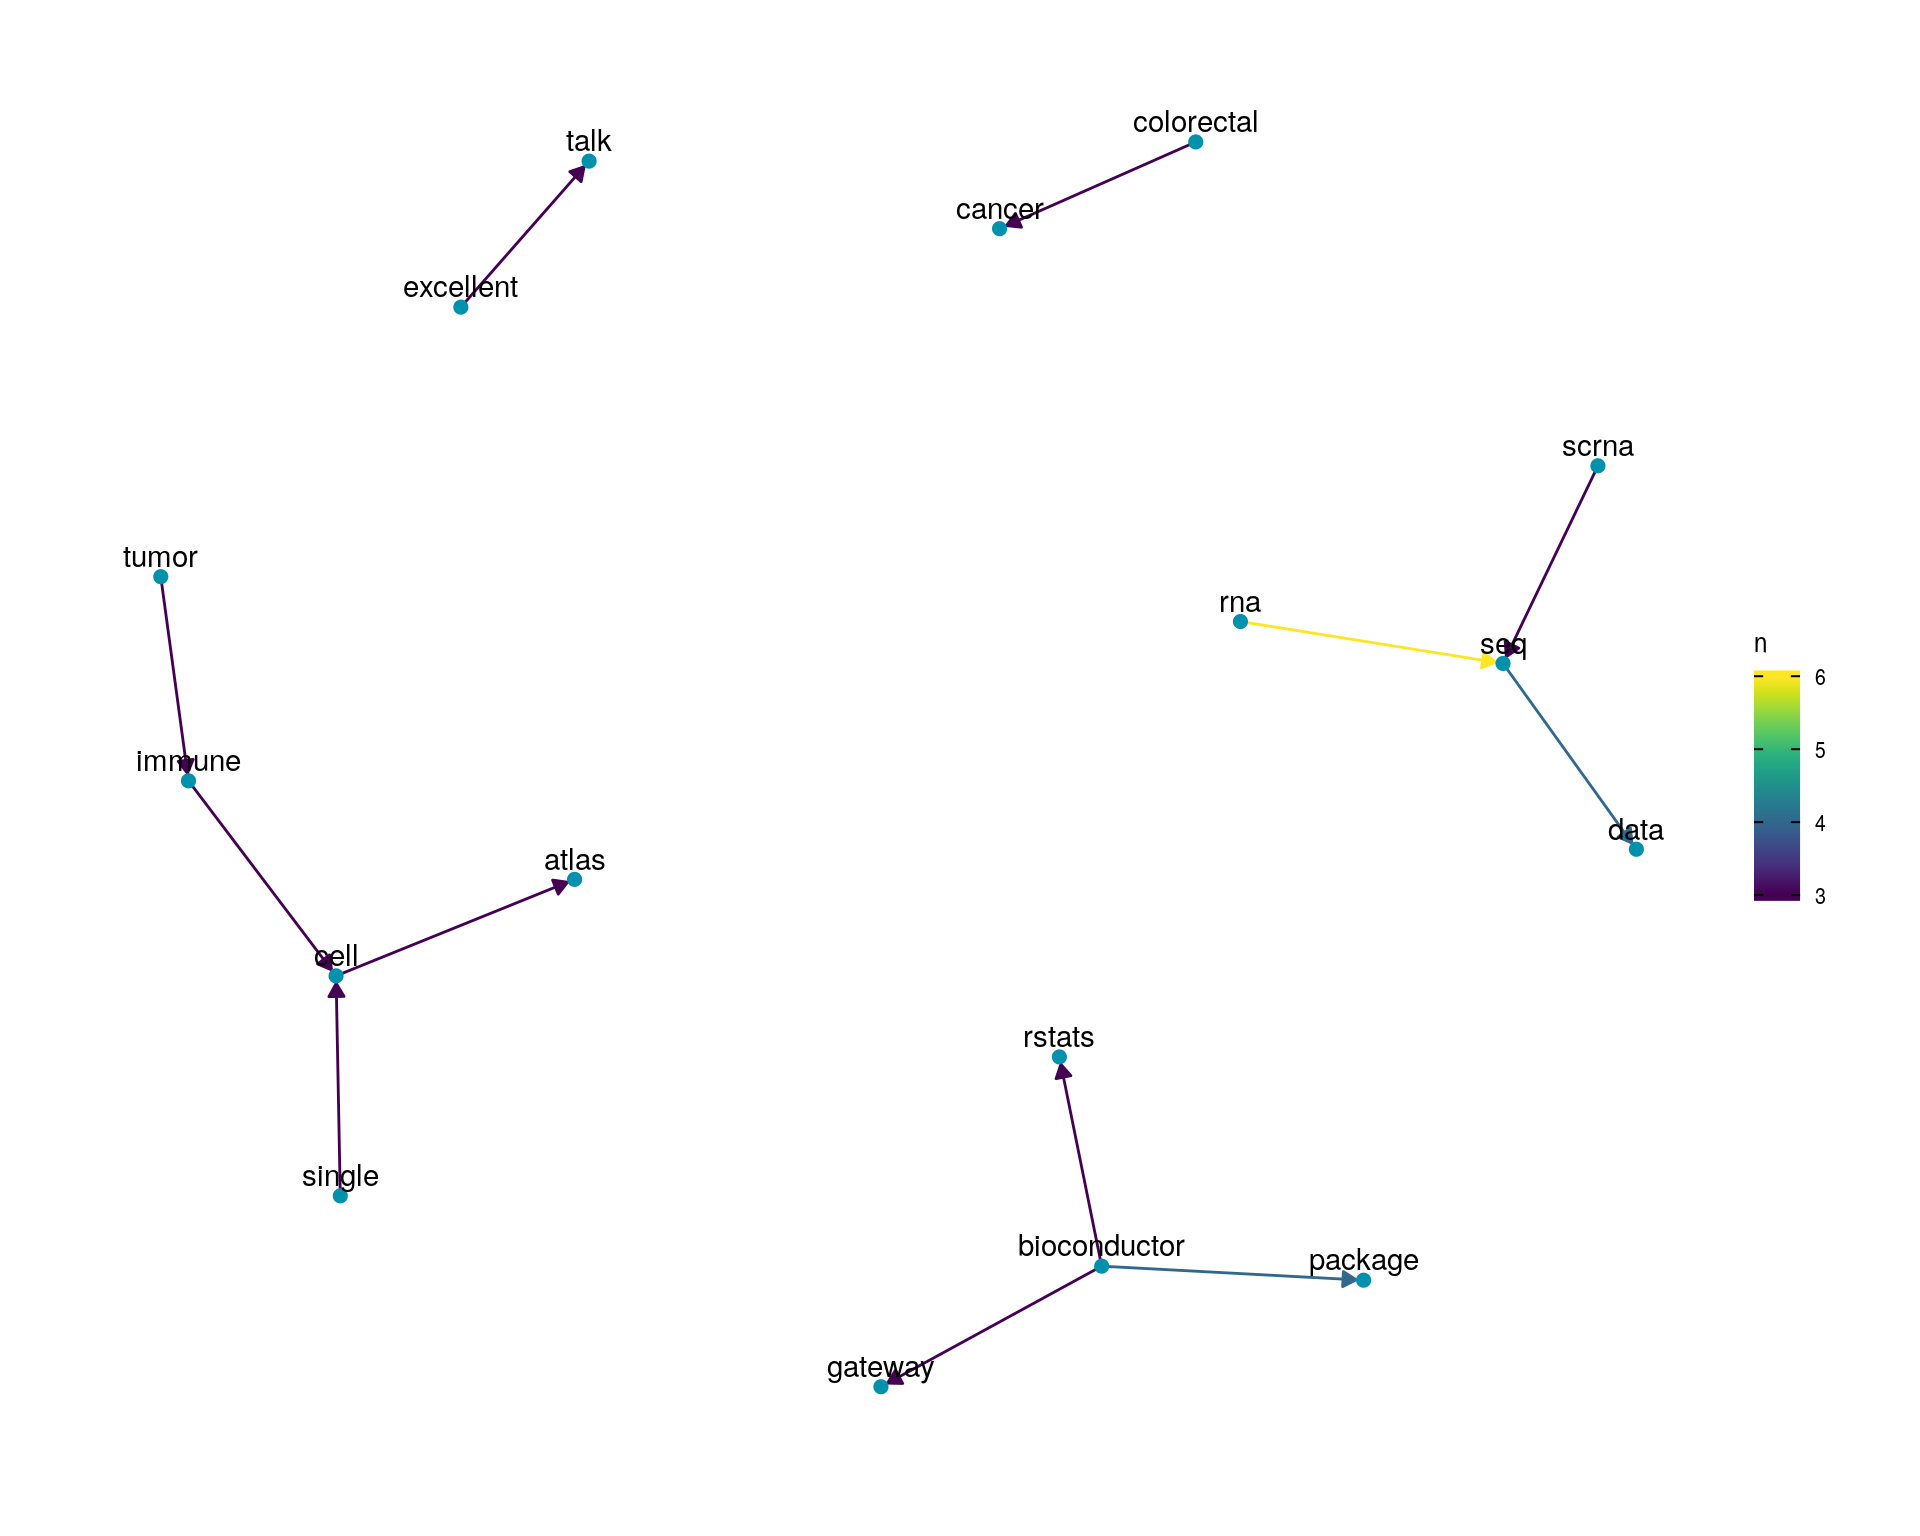 colorectal
talk
cancer
excellent
scrna
tumor
rna
seq
n
6
5
4
3
immune
data
atlas
cell
rstats
single
bioconductor
package
gateway